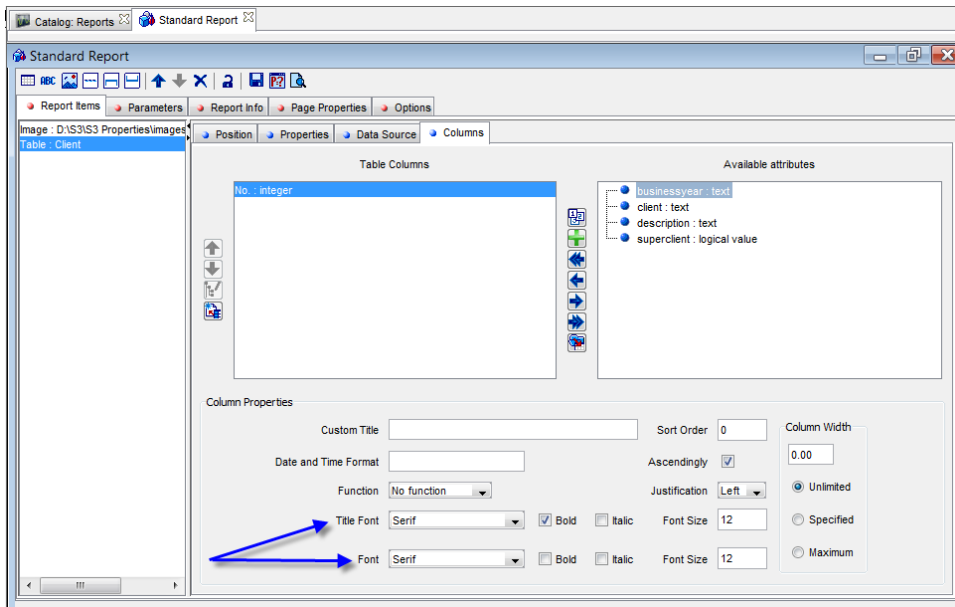 Catalog: Reports Standard Report
Standard Report
ABC
Report Items Parameters Report Info Page Properties Options
Image : D:\S3\S3 Properties\images
Table : Client
Position Properties Data Source Columns
Table Columns Available attributes
No. : integer
businessyear : text
client : text
description : text
superclient : logical value
Column Properties
Custom Title Sort Order 0 Column Width
Date and Time Format Ascendingly 0.00
Function No function Justification Left Unlimited
Title Font Serif Bold Italic Font Size 12 Specified
Font Serif Bold Italic Font Size 12 Maximum